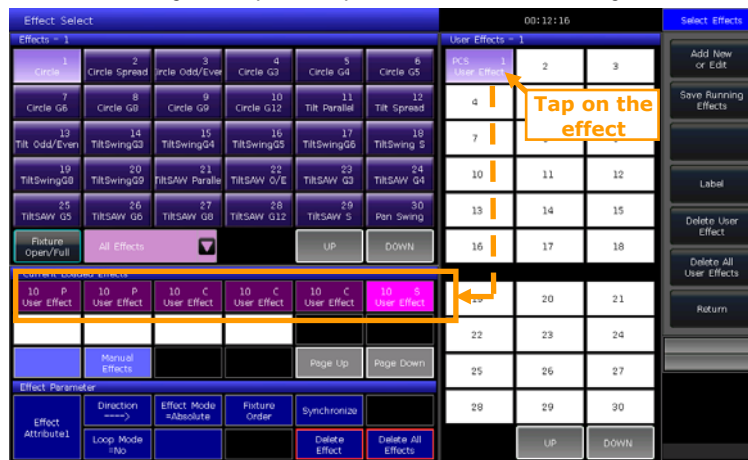 Effect Select
00:12:16
Select Effects
Effects - 1
User Effects - 1
1
Circle
2
Circle Spread
3
ircle Odd/Ever
4
Circle G3
5
Circle G4
6
Circle G5
PCS 1
User Effect
2
3
Add New
or Edit
7
Circle G6
8
Circle G8
9
Circle G9
10
Circle G12
11
Tilt Parallel
12
Tilt Spread
4
Tap on the
effect
Save Running
Effects
13
Tilt Odd/Even
14
TiltSwingG3
15
TiltSwingG4
16
TiltSwingG5
17
TiltSwingG6
18
TiltSwing S
7
19
TiltSwingG8
20
TiltSwingG9
21
TiltSAW Paralle
22
TiltSAW O/E
23
TiltSAW G3
24
TiltSAW G4
10
11
12
Label
25
TiltSAW G5
26
TiltSAW G6
27
TiltSAW G8
28
TiltSAW G12
29
TiltSAW S
30
Pan Swing
13
14
15
Delete User
Effect
Fixture
Open/Full
All Effects
UP
DOWN
16
17
18
Delete All
User Effects
Current Loaded Effects
10 P
User Effect
10 P
User Effect
10 C
User Effect
10 C
User Effect
10 C
User Effect
10 S
User Effect
19
20
21
Return
22
23
24
Manual
Effects
Page Up
Page Down
25
26
27
Effect Parameter
Effect
Attribute1
Direction
---->
Effect Mode
=Absolute
Fixture
Order
Synchronize
28
29
30
Loop Mode
=No
Delete
Effect
Delete All
Effects
UP
DOWN